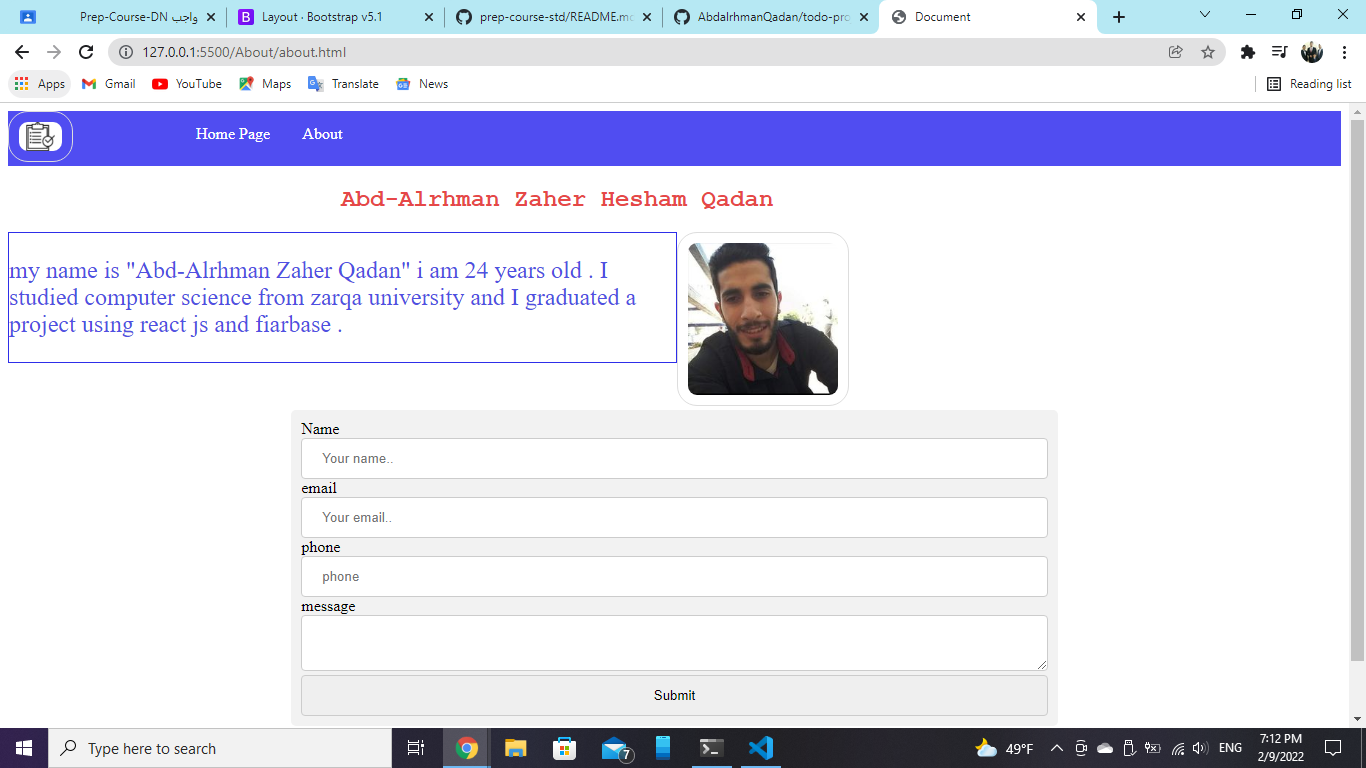 Prep-Course-DN واجب
Layout · Bootstrap v5.1
prep-course-std/README.mc
AbdalrhmanQadan/todo-pro
Document
127.0.0.1:5500/About/about.html
Apps
Gmail
YouTube
Maps
Translate
News
Reading list
Home Page
About
Abd-Alrhman Zaher Hesham Qadan
my name is "Abd-Alrhman Zaher Qadan" i am 24 years old . I
studied computer science from zarqa university and I graduated a
project using react js and fiarbase .
Name
Your name..
email
Your email..
phone
phone
message
Submit
Type here to search
7
49°F
ENG
7:12 PM
2/9/2022